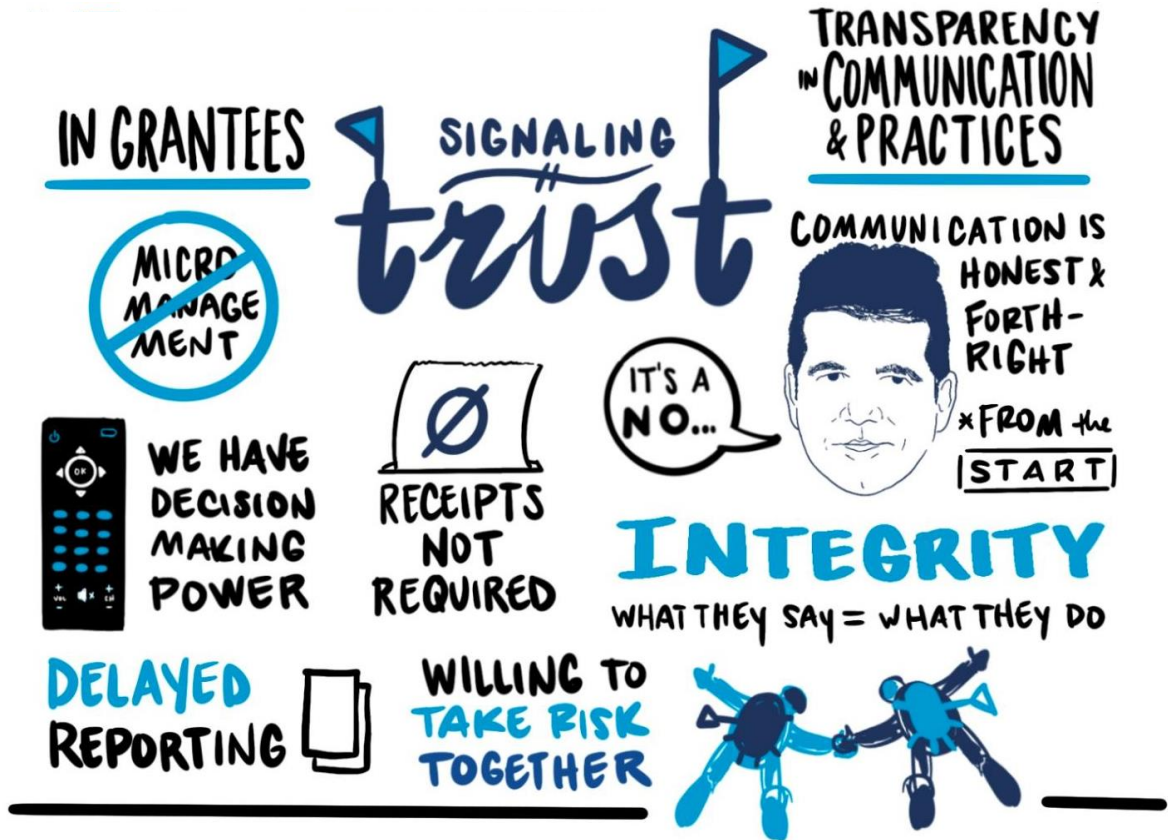 SIGNALING
trust
IN GRANTEES
MICRO
MANAGE
MENT
OK
+
VOL
-
+
CH
-
WE HAVE
DECISION
MAKING
POWER
Ø
RECEIPTS
NOT
REQUIRED
DELAYED
REPORTING
WILLING TO
TAKE RISK
TOGETHER
TRANSPARENCY
IN COMMUNICATION
& PRACTICES
COMMUNICATION IS
HONEST &
FORTH-
RIGHT
*FROM the
START
IT'S A
NO...
INTEGRITY
WHAT THEY SAY = WHAT THEY DO